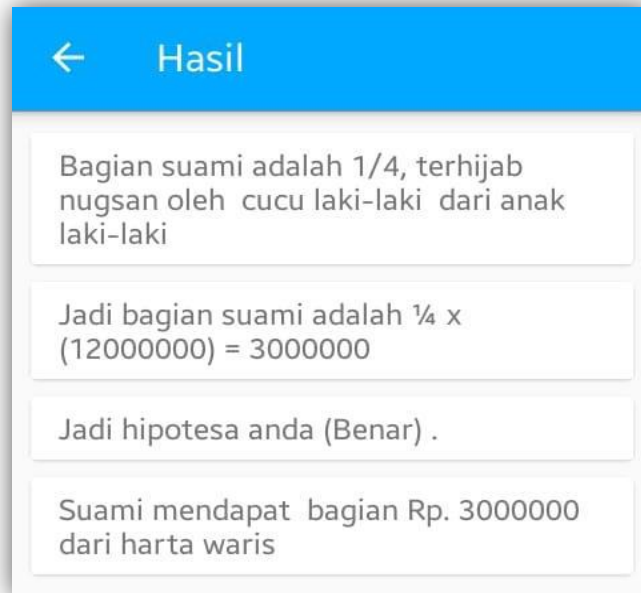 Hasil
Bagian suami adalah 1/4, terhijab
nugsan oleh cucu laki-laki dari anak
laki-laki
Jadi bagian suami adalah ¼ x
(12000000) = 3000000
Jadi hipotesa anda (Benar) .
Suami mendapat bagian Rp. 3000000
dari harta waris